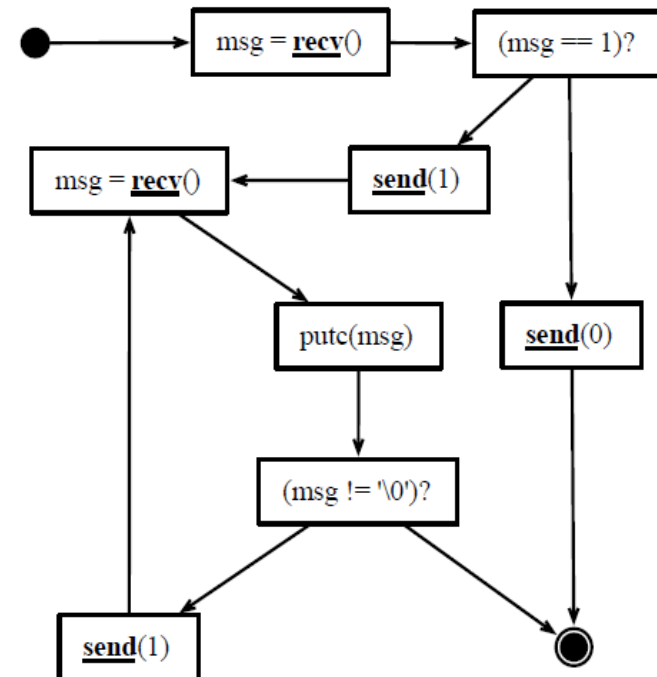 msg = recv()
(msg == 1)?
msg = recv()
send(1)
putc(msg)
send(0)
(msg != '\0')?
send(1)